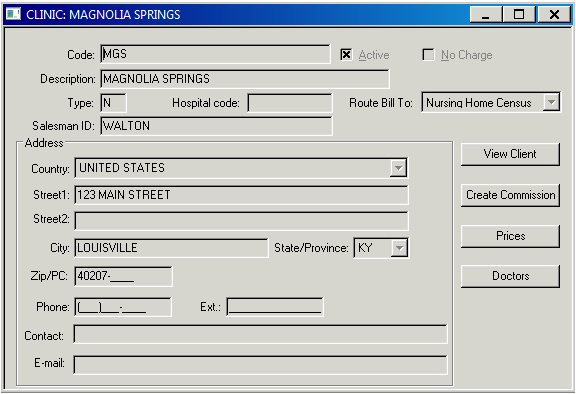 CLINIC: MAGNOLIA SPRINGS
Code: MGS Active No Charge
Description: MAGNOLIA SPRINGS
Type: N Hospital code: Route Bill To: Nursing Home Census
Salesman ID: WALTON
Address
Country: UNITED STATES View Client
Street1: 123 MAIN STREET Create Commission
Street2:
City: LOUISVILLE State/Province: KY Prices
Zip/PC: 40207-____ Doctors
Phone: (___)___-____ Ext.: ______________
Contact:
E-mail: